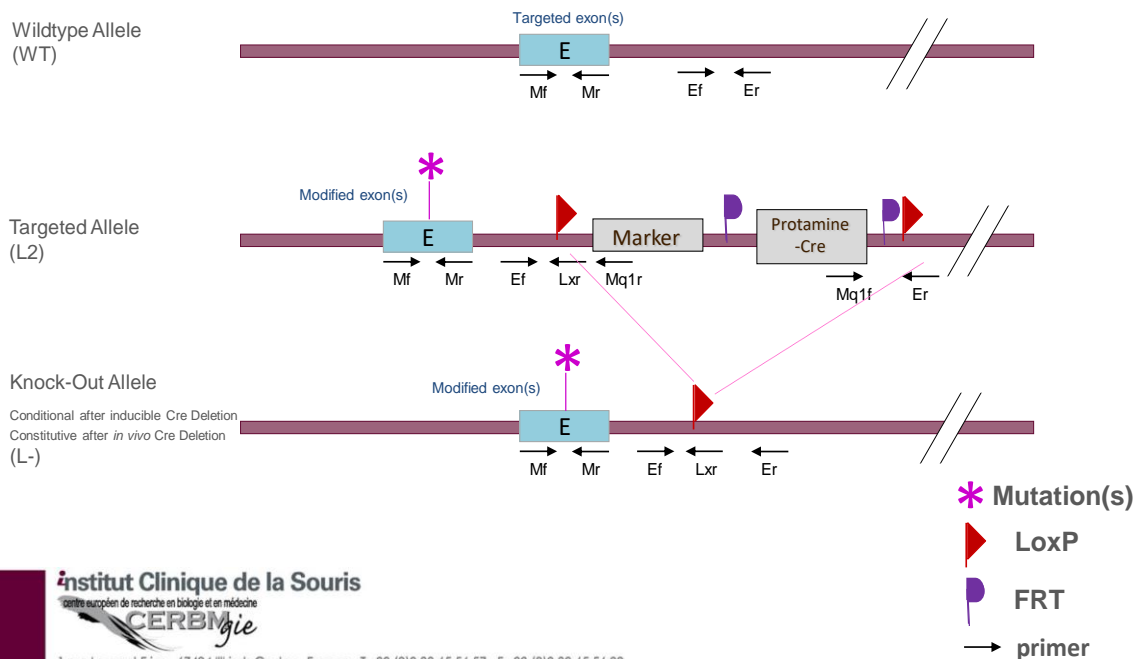 Wildtype Allele
(WT)
Targeted exon(s)
E
Mf
Mr
Ef
Er
Targeted Allele
(L2)
Modified exon(s)
E
Marker
Protamine
-Cre
Mf
Mr
Ef
Lxr
Mq1r
Mq1f
Er
Knock-Out Allele
Conditional after inducible Cre Deletion
Constitutive after in vivo Cre Deletion
(L-)
Modified exon(s)
E
Mf
Mr
Ef
Lxr
Er
Mutation(s)
LoxP
FRT
primer
institut Clinique de la Souris
centre européen de recherche en biologie et en médecine
CERBMgie